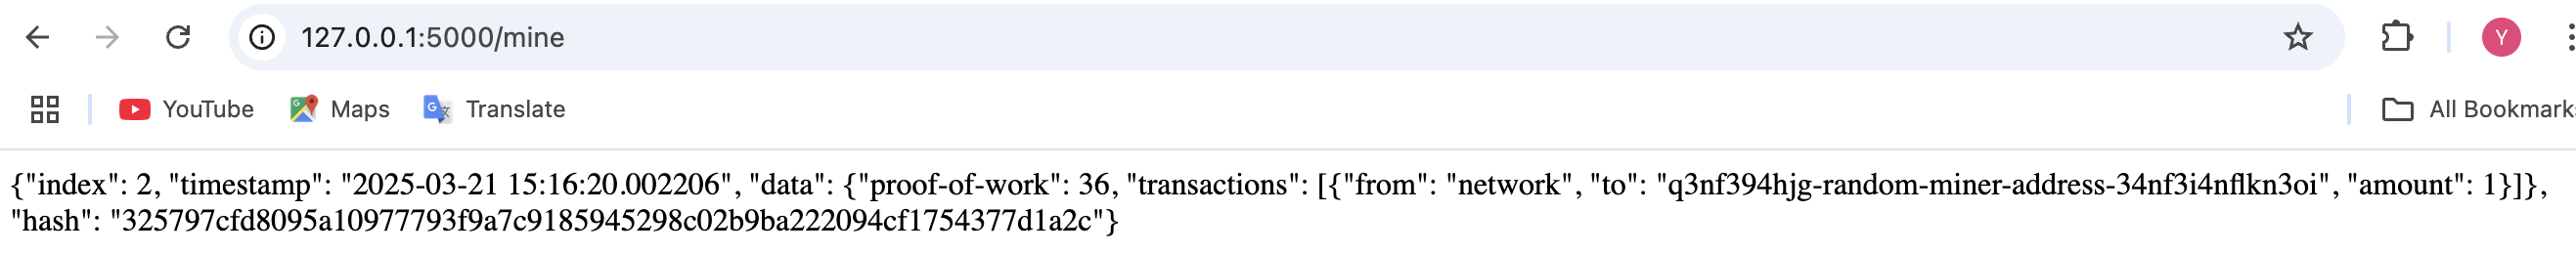 127.0.0.1:5000/mine
Y
YouTube
Maps
Translate
All Bookmark
{"index": 2, "timestamp": "2025-03-21 15:16:20.002206", "data": {"proof-of-work": 36, "transactions": [{"from": "network", "to": "q3nf394hjg-random-miner-address-34nf3i4nflkn3oi", "amount": 1}]},
"hash": "325797cfd8095a10977793f9a7c9185945298c02b9ba222094cf1754377d1a2c"}